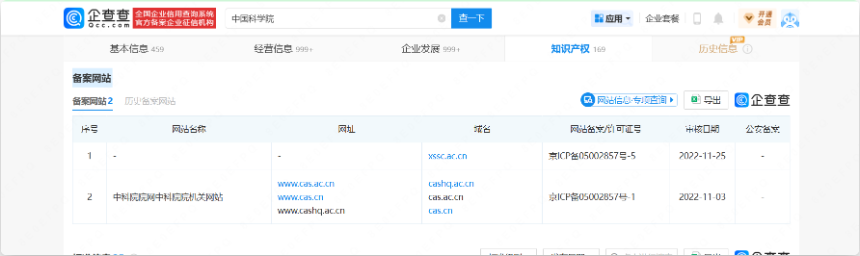 企查查 全国企业信用查询系统
Qcc.com 官方备案企业征信机构
中国科学院
查一下
应用
企业套餐
开通会员
基本信息 459
经营信息 999+
企业发展 999+
知识产权 169
历史信息
VIP
备案网站
备案网站 2
历史备案网站
网站信息-专项查询
导出
企查查
序号 网站名称 网址 域名 网站备案/许可证号 审核日期 公安备案
1 - - xssc.ac.cn 京ICP备05002857号-5 2022-11-25 -
www.cas.ac.cn cashq.ac.cn
2 中科院院网中科院院机关网站 www.cas.cn cas.ac.cn 京ICP备05002857号-1 2022-11-03 -
www.cashq.ac.cn cas.cn
导出
企查查